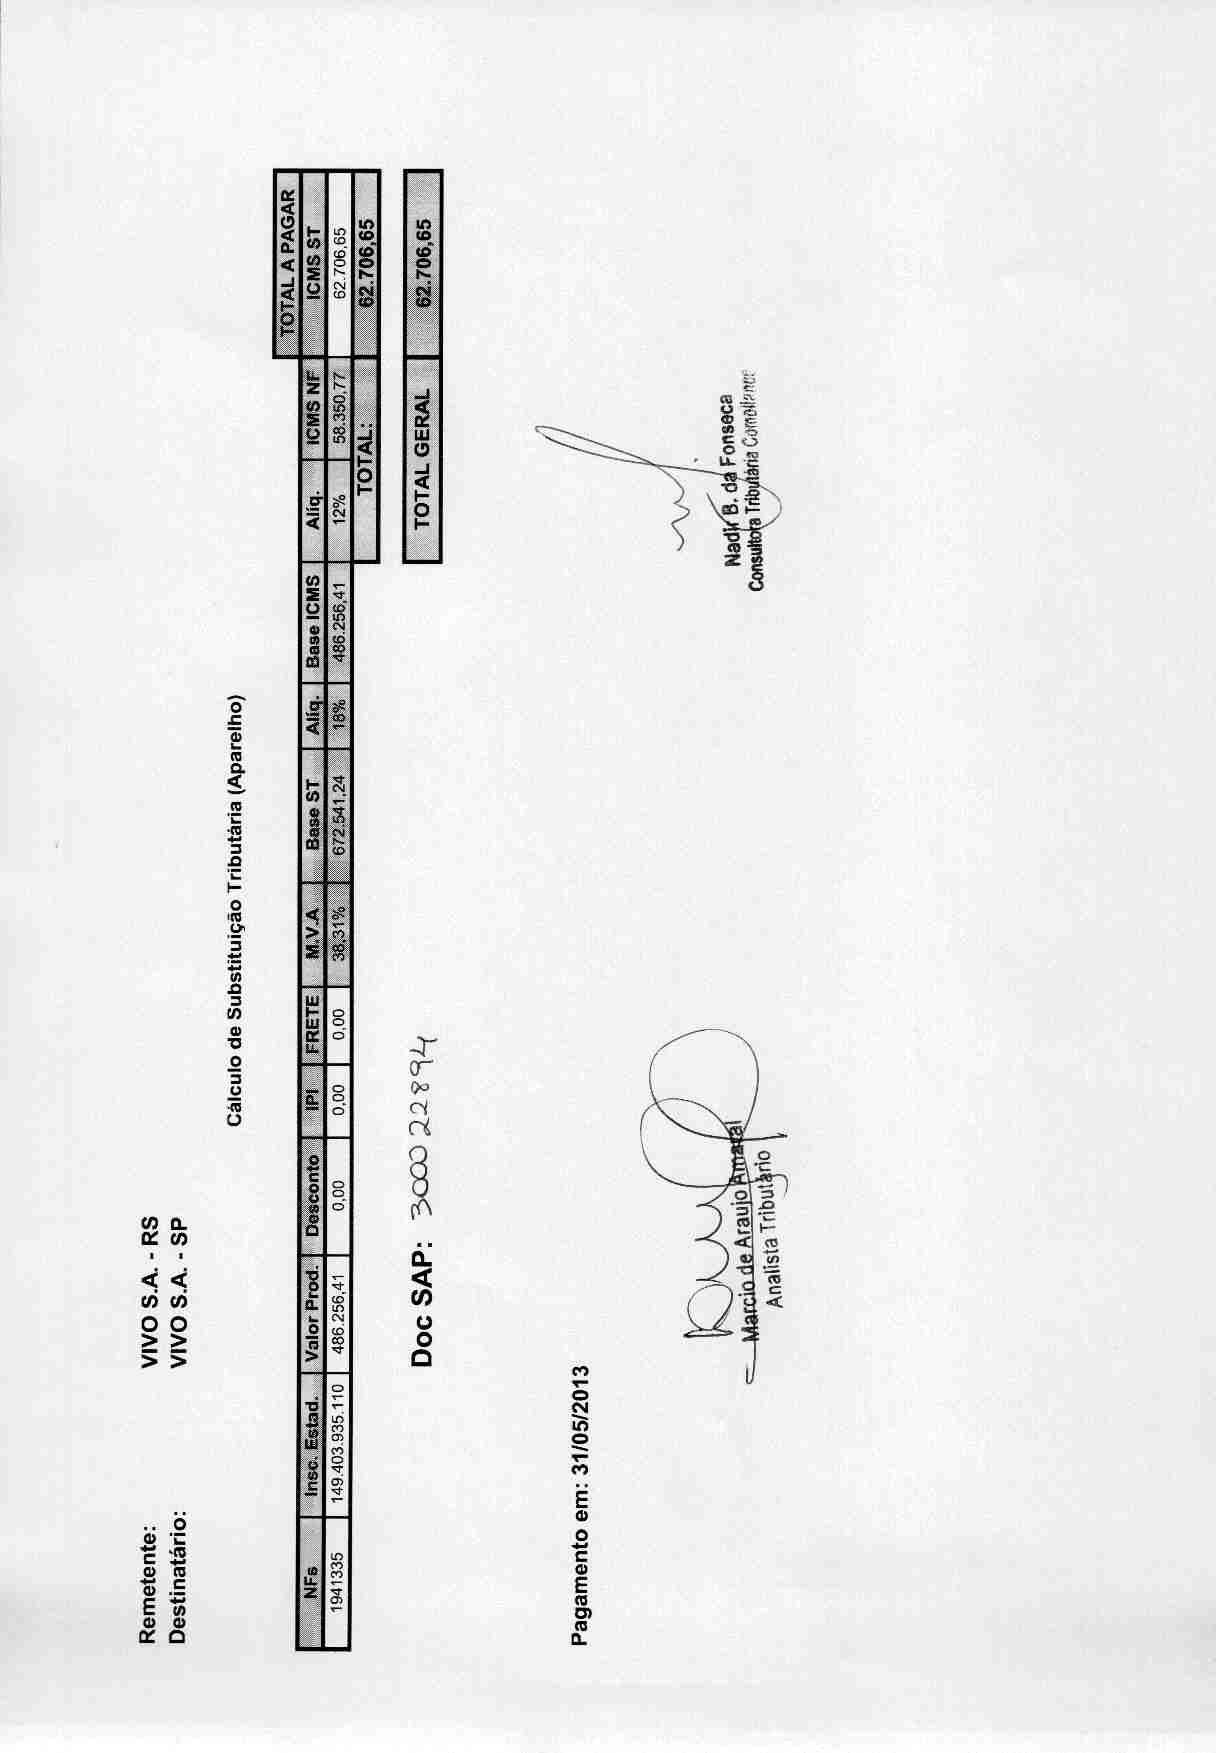 Remetente: VIVO S.A. - RS
Destinatário: VIVO S.A. - SP
Cálculo de Substituição Tributária (Aparelho)
TOTAL A PAGAR
NFs Insc. Estad. Valor Prod. Desconto IPI FRETE M.V.A Base ST Alíq. Base ICMS Alíq. ICMS NF ICMS ST
1941335 149.403.935.110 486.256,41 0,00 0,00 0,00 38,31% 672.541,24 18% 486.256,41 12% 58.350,77 62.706,65
TOTAL: 62.706,65
Doc SAP: 3000 22894 TOTAL GERAL 62.706,65
Pagamento em: 31/05/2013
Marcio de Araujo Amaral
Analista Tributário
Nadir B. da Fonseca
Consultora Tributária Compliance